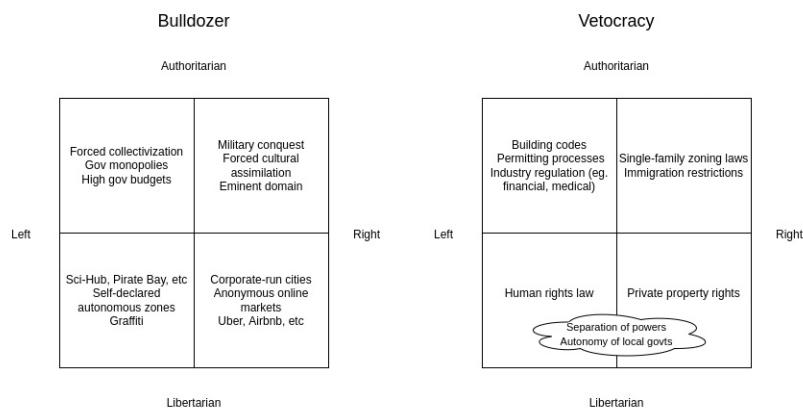 Bulldozer
Authoritarian
Forced collectivization
Gov monopolies
High gov budgets
Military conquest
Forced cultural
assimilation
Eminent domain
Left
Right
Sci-Hub, Pirate Bay, etc
Self-declared
autonomous zones
Graffiti
Corporate-run cities
Anonymous online
markets
Uber, Airbnb, etc
Libertarian
Vetocracy
Authoritarian
Building codes
Permitting processes
Industry regulation (eg.
financial, medical)
Single-family zoning laws
Immigration restrictions
Left
Right
Human rights law
Private property rights
Separation of powers
Autonomy of local govts
Libertarian